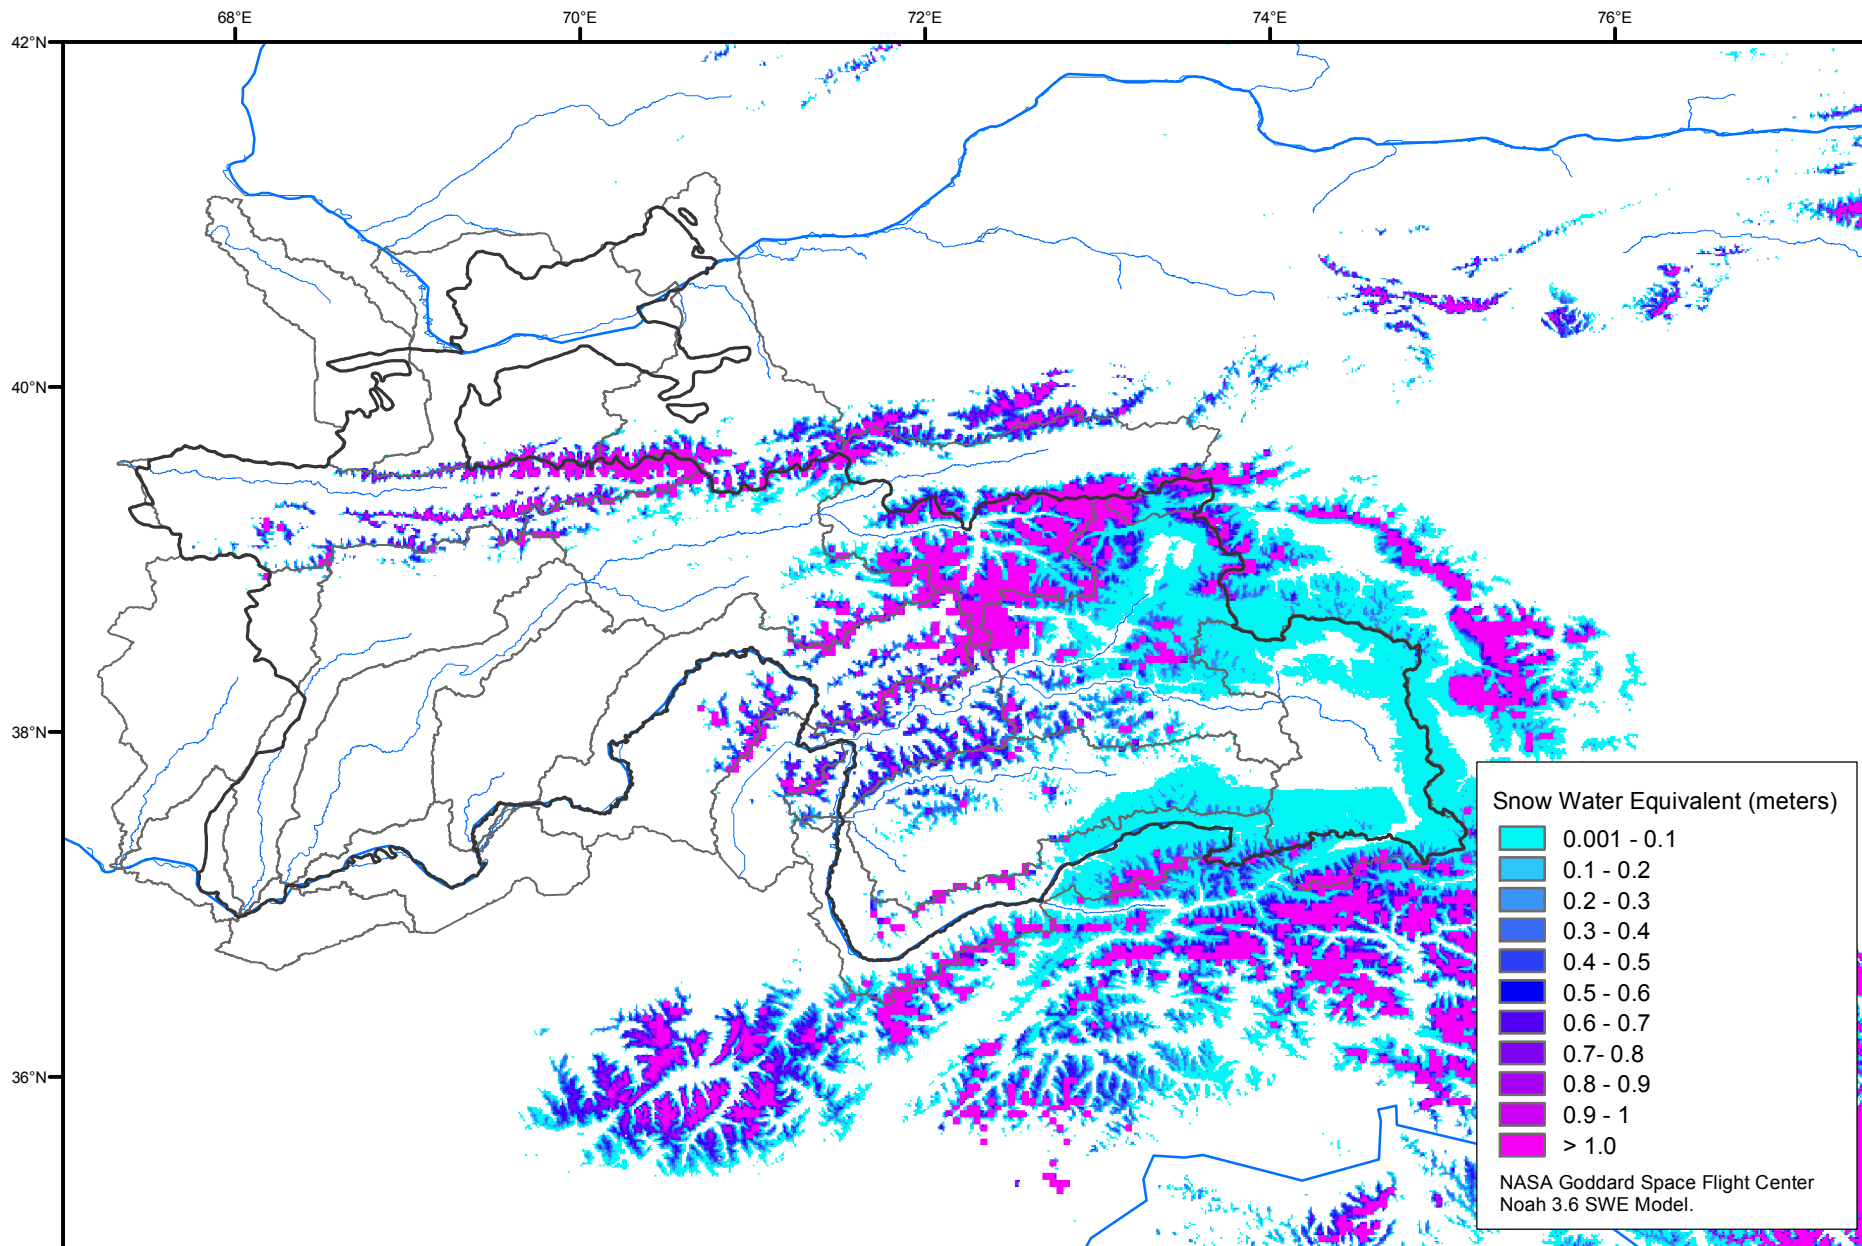 68°E 70°E 72°E 74°E 76°E
42°N
40°N
38°N
36°N
Snow Water Equivalent (meters)
0.001 - 0.1
0.1 - 0.2
0.2 - 0.3
0.3 - 0.4
0.4 - 0.5
0.5 - 0.6
0.6 - 0.7
0.7- 0.8
0.8 - 0.9
0.9 - 1
> 1.0
NASA Goddard Space Flight Center
Noah 3.6 SWE Model.